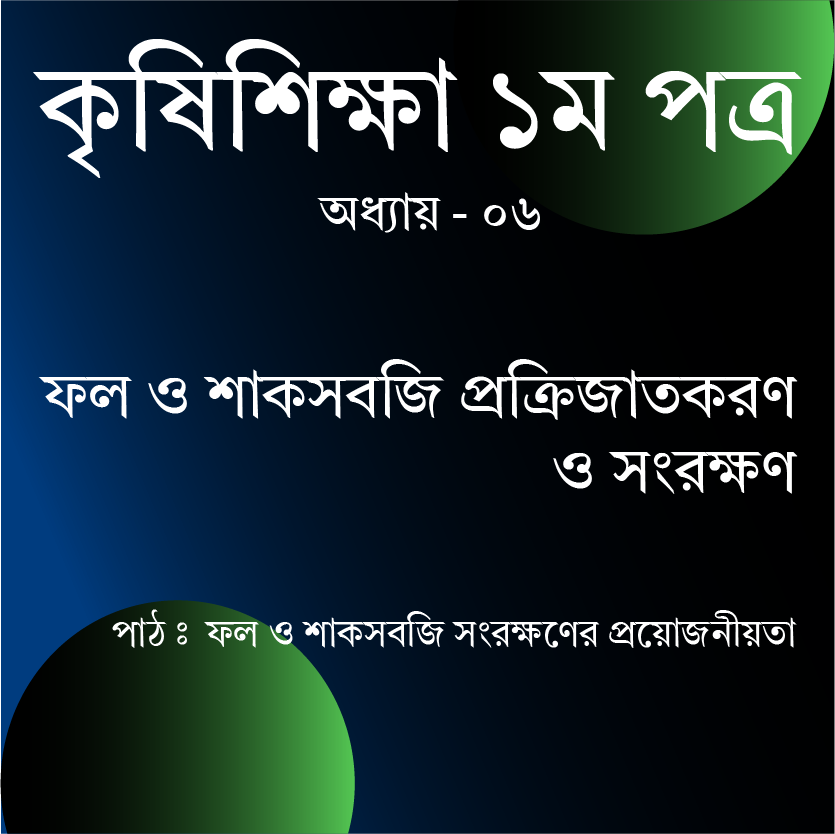 কৃষিশিক্ষা ১ম পত্র
অধ্যায় - ০৬
ফল ও শাকসবজি প্রক্রিজাতকরণ
ও সংরক্ষণ
পাঠ ঃ ফল ও শাকসবজি সংরক্ষণের প্রয়োজনীয়তা